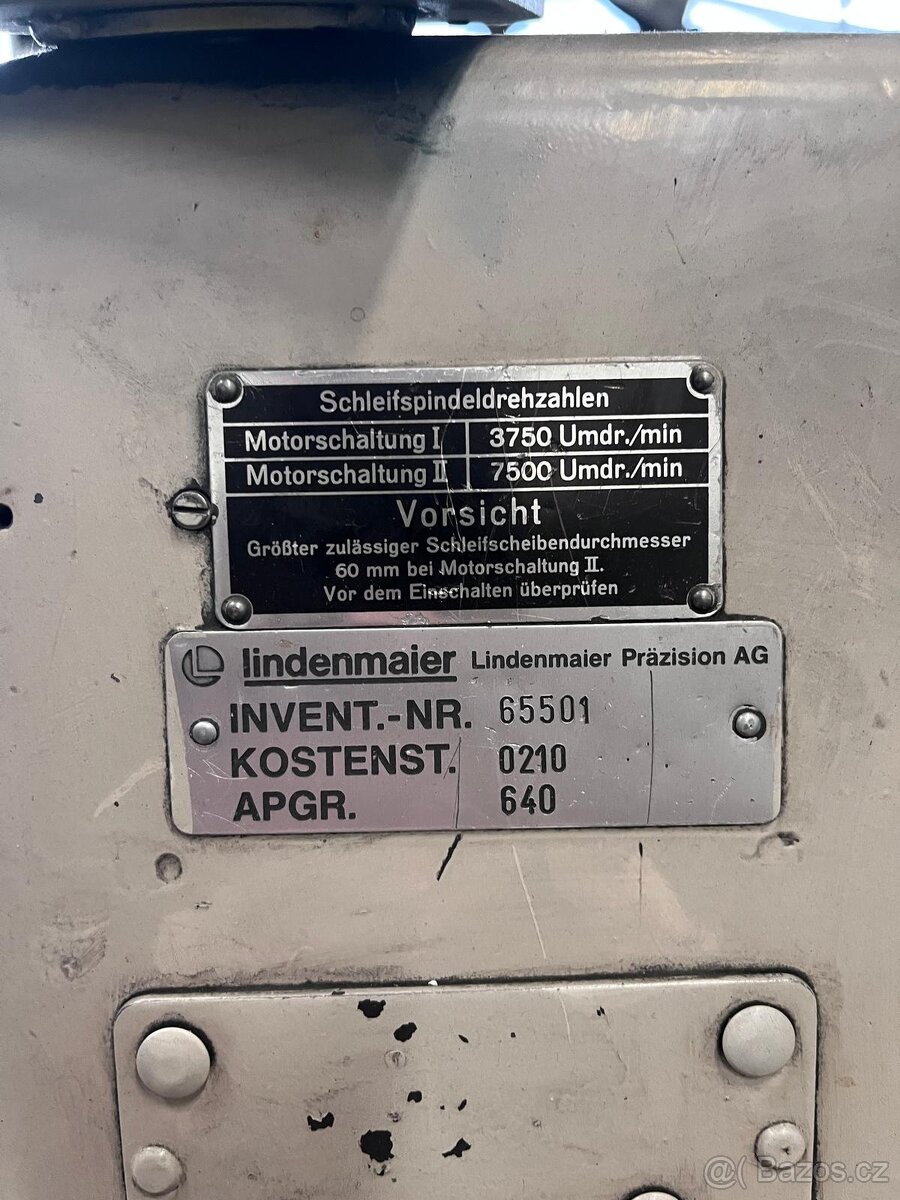 Schleifspindeldrehzahlen
Motorschaltung I 3750 Umdr./min
Motorschaltung II 7500 Umdr./min
Vorsicht
Größter zulässiger Schleifscheibendurchmesser
60 mm bei Motorschaltung II.
Vor dem Einschalten überprüfen
lindenmaier Lindenmaier Präzision AG
INVENT.-NR. 65501
KOSTENST. 0210
APGR. 640
@( Bazos.cz